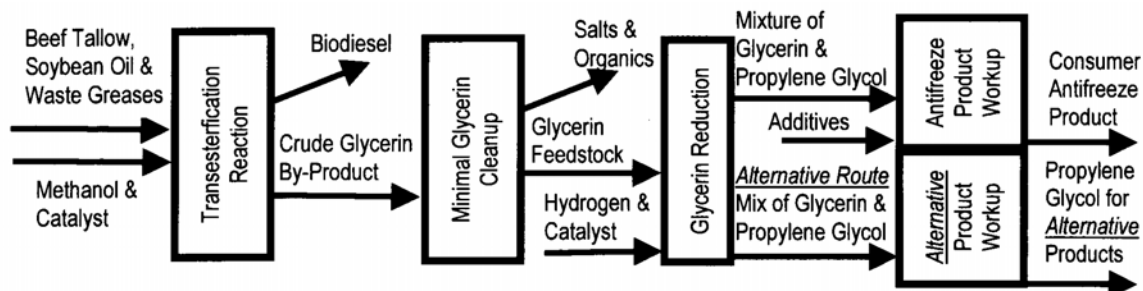 Beef Tallow,
Soybean Oil &
Waste Greases
Methanol &
Catalyst
Transesterfication
Reaction
Biodiesel
Crude Glycerin
By-Product
Minimal Glycerin
Cleanup
Salts &
Organics
Glycerin
Feedstock
Hydrogen &
Catalyst
Glycerin Reduction
Mixture of
Glycerin &
Propylene Glycol
Additives
Alternative Route
Mix of Glycerin &
Propylene Glycol
Antifreeze
Product
Workup
Alternative
Product
Workup
Consumer
Antifreeze
Product
Propylene
Glycol for
Alternative
Products